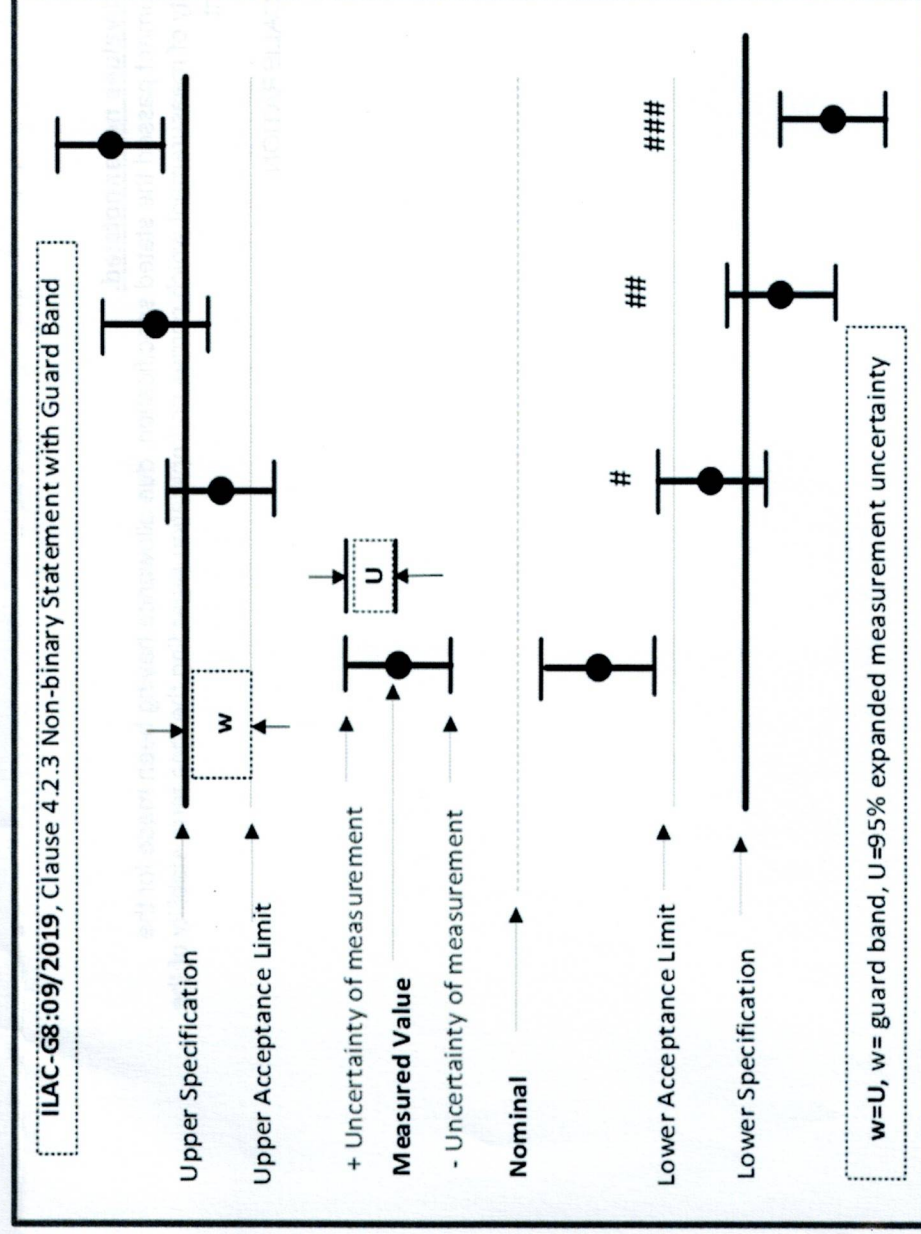 ILAC-G8:09/2019, Clause 4.2.3 Non-binary Statement with Guard Band
Upper Specification
w
Upper Acceptance Limit
+ Uncertainty of measurement
U
Measured Value
- Uncertainty of measurement
Nominal
#
##
###
Lower Acceptance Limit
Lower Specification
w=U, w= guard band, U=95% expanded measurement uncertainty